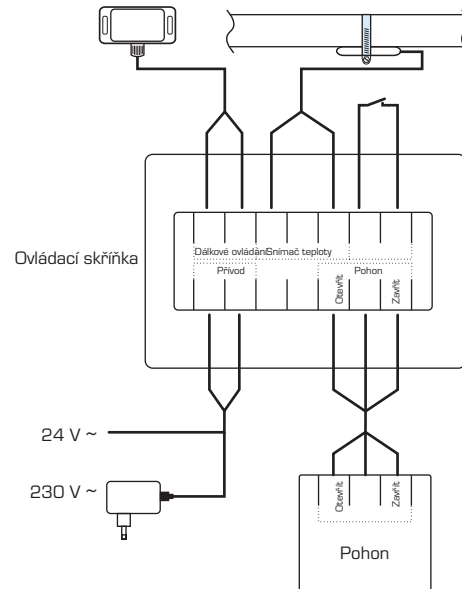 Dálkové ovládání Snímač teploty
Ovládací skříňka
Přívod
Pohon
Otevřít
Zavřít
24 V ~
230 V ~
Otevřít
Zavřít
Pohon